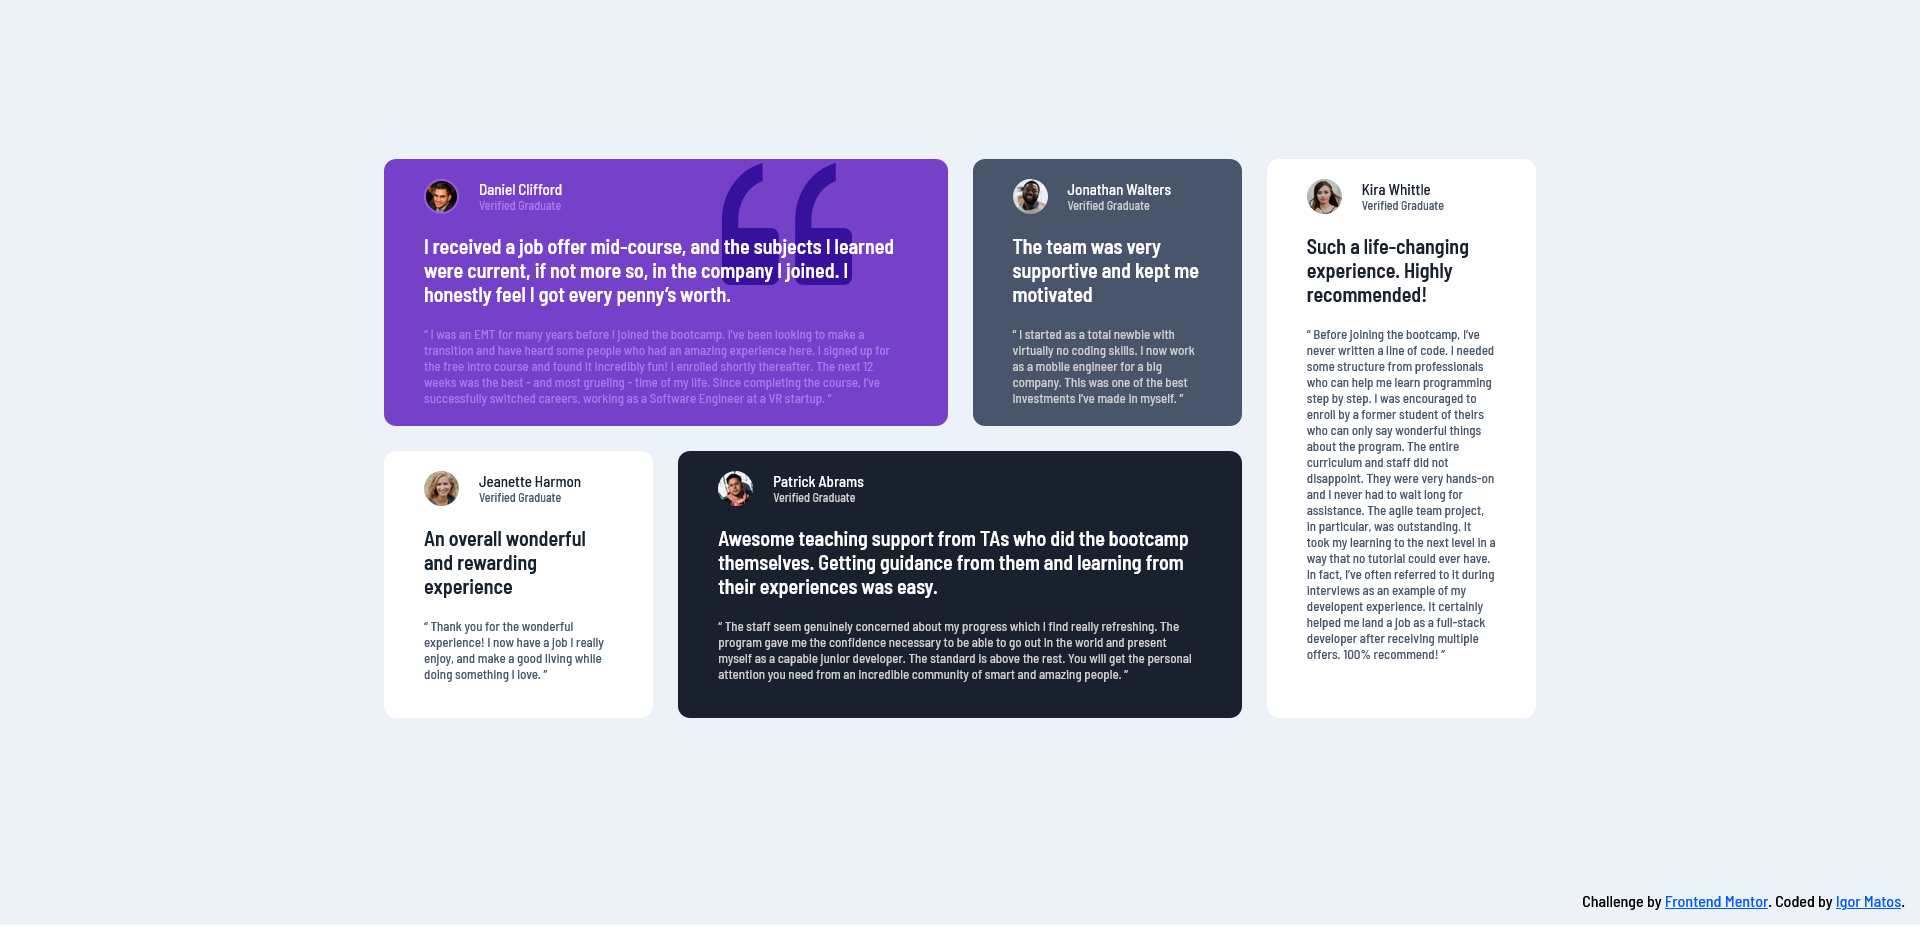 Daniel Clifford
Verified Graduate
I received a job offer mid-course, and the subjects I learned
were current, if not more so, in the company I joined. I
honestly feel I got every penny’s worth.
“ I was an EMT for many years before I joined the bootcamp. I’ve been looking to make a
transition and have heard some people who had an amazing experience here. I signed up for
the free intro course and found it incredibly fun! I enrolled shortly thereafter. The next 12
weeks was the best - and most grueling - time of my life. Since completing the course, I’ve
successfully switched careers, working as a Software Engineer at a VR startup. ”
Jonathan Walters
Verified Graduate
The team was very
supportive and kept me
motivated
“ I started as a total newbie with
virtually no coding skills. I now work
as a mobile engineer for a big
company. This was one of the best
investments I’ve made in myself. ”
Kira Whittle
Verified Graduate
Such a life-changing
experience. Highly
recommended!
“ Before joining the bootcamp, I’ve
never written a line of code. I needed
some structure from professionals
who can help me learn programming
step by step. I was encouraged to
enroll by a former student of theirs
who can only say wonderful things
about the program. The entire
curriculum and staff did not
disappoint. They were very hands-on
and I never had to wait long for
assistance. The agile team project,
in particular, was outstanding. It
took my learning to the next level in a
way that no tutorial could ever have.
In fact, I’ve often referred to it during
interviews as an example of my
developent experience. It certainly
helped me land a job as a full-stack
developer after receiving multiple
offers. 100% recommend! ”
Jeanette Harmon
Verified Graduate
An overall wonderful
and rewarding
experience
“ Thank you for the wonderful
experience! I now have a job I really
enjoy, and make a good living while
doing something I love. ”
Patrick Abrams
Verified Graduate
Awesome teaching support from TAs who did the bootcamp
themselves. Getting guidance from them and learning from
their experiences was easy.
“ The staff seem genuinely concerned about my progress which I find really refreshing. The
program gave me the confidence necessary to be able to go out in the world and present
myself as a capable junior developer. The standard is above the rest. You will get the personal
attention you need from an incredible community of smart and amazing people. ”
Challenge by Frontend Mentor. Coded by Igor Matos.